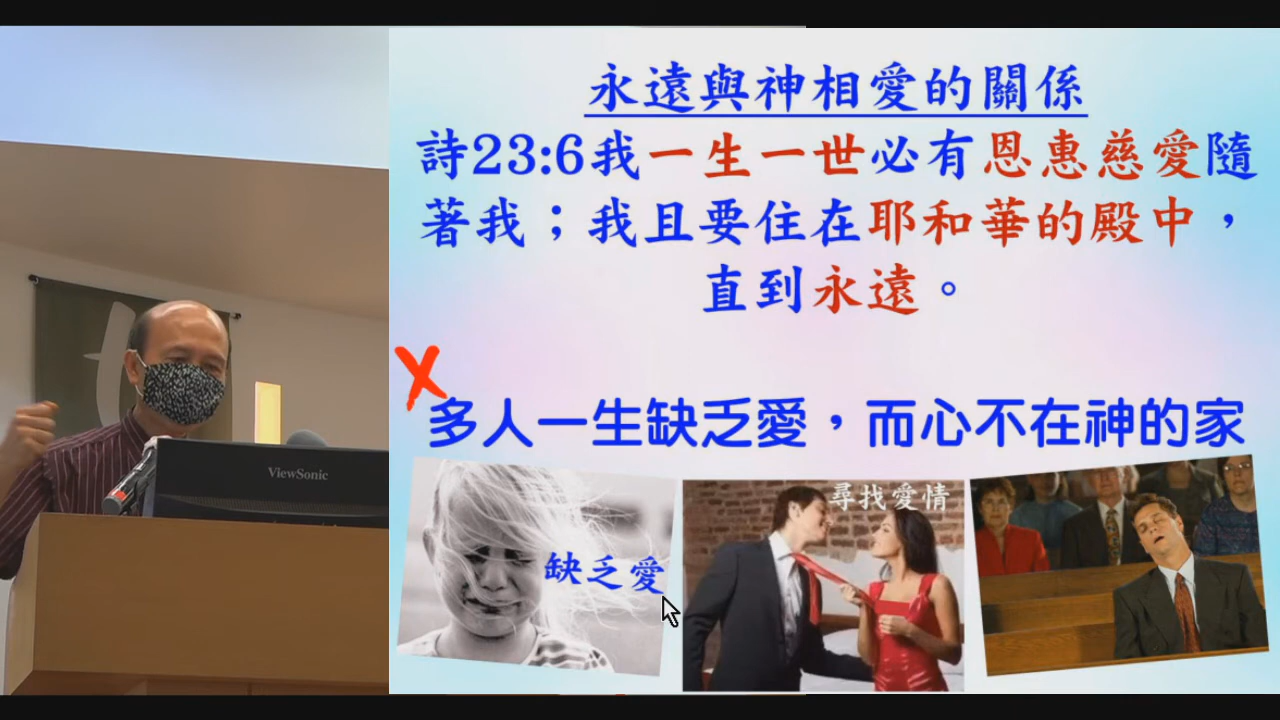 永遠與神相愛的關係
詩23:6我一生一世必有恩惠慈愛隨
著我；我且要住在耶和華的殿中，
直到永遠。
X
多人一生缺乏愛，而心不在神的家
ViewSonic
缺乏愛
尋找愛情